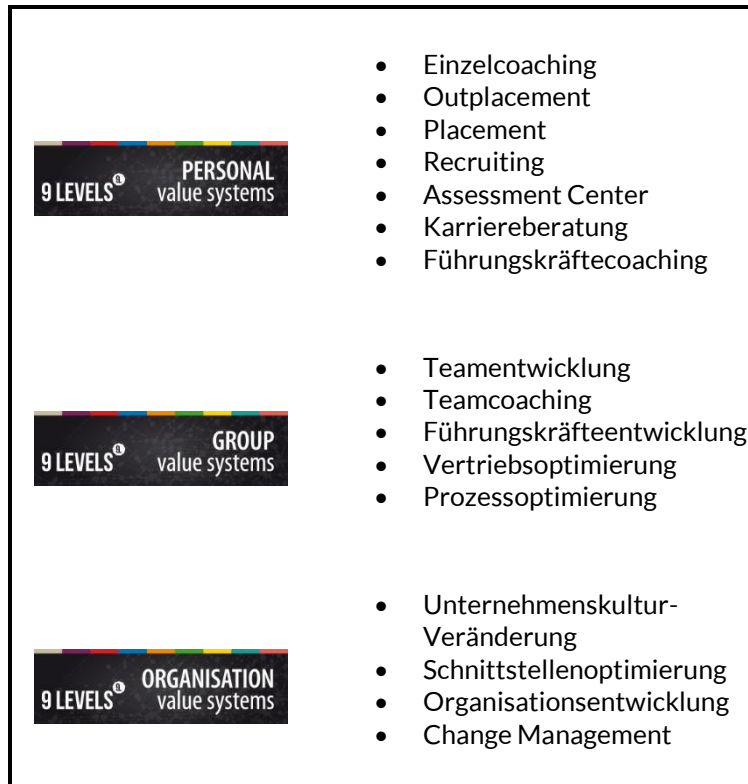 9 LEVELS
PERSONAL
value systems
• Einzelcoaching
• Outplacement
• Placement
• Recruiting
• Assessment Center
• Karriereberatung
• Führungskräftecoaching
9 LEVELS
GROUP
value systems
• Teamentwicklung
• Teamcoaching
• Führungskräfteentwicklung
• Vertriebsoptimierung
• Prozessoptimierung
9 LEVELS
ORGANISATION
value systems
• Unternehmenskultur-
Veränderung
• Schnittstellenoptimierung
• Organisationsentwicklung
• Change Management